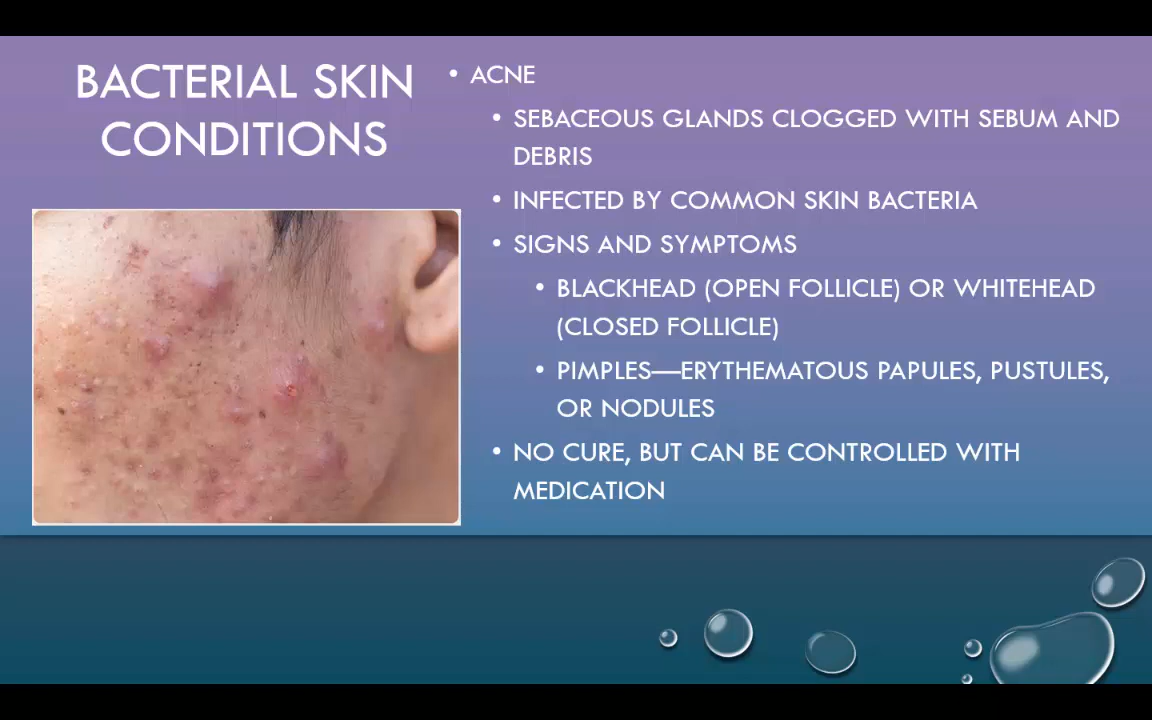 BACTERIAL SKIN
CONDITIONS
• ACNE
• SEBACEOUS GLANDS CLOGGED WITH SEBUM AND
DEBRIS
• INFECTED BY COMMON SKIN BACTERIA
• SIGNS AND SYMPTOMS
• BLACKHEAD (OPEN FOLLICLE) OR WHITEHEAD
(CLOSED FOLLICLE)
• PIMPLES—ERYTHEMATOUS PAPULES, PUSTULES,
OR NODULES
• NO CURE, BUT CAN BE CONTROLLED WITH
MEDICATION